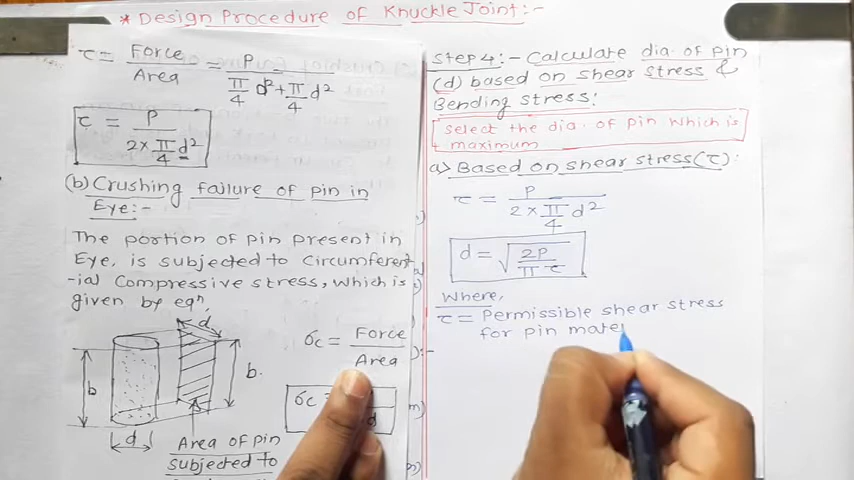 * Design Procedure of Knuckle Joint:-
τ = Force / Area = P / π/4 d² + π/4 d²
τ = P / 2 × π/4 d²
(b) Crushing failure of pin in
Eye:-
The portion of pin present in
Eye, is subjected to circumferent
-ial compressive stress, which is
given by eqⁿ,
d
σc = Force / Area
b
b.
σc =
d
d
Area of pin
subjected to
Step 4:- Calculate dia. of pin
(d) based on shear stress &
Bending stress:
Select the dia. of pin which is
maximum
a) Based on shear stress(τ):
τ = P / 2 × π/4 d²
d = √2P / π τ
Where,
τ = Permissible shear stress
for pin mate